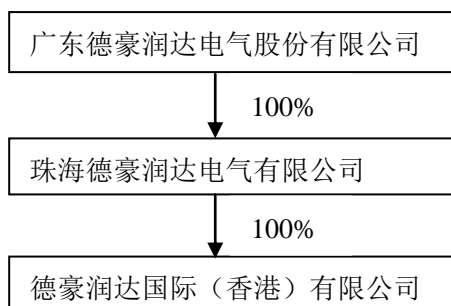 广东德豪润达电气股份有限公司
100%
珠海德豪润达电气有限公司
100%
德豪润达国际（香港）有限公司